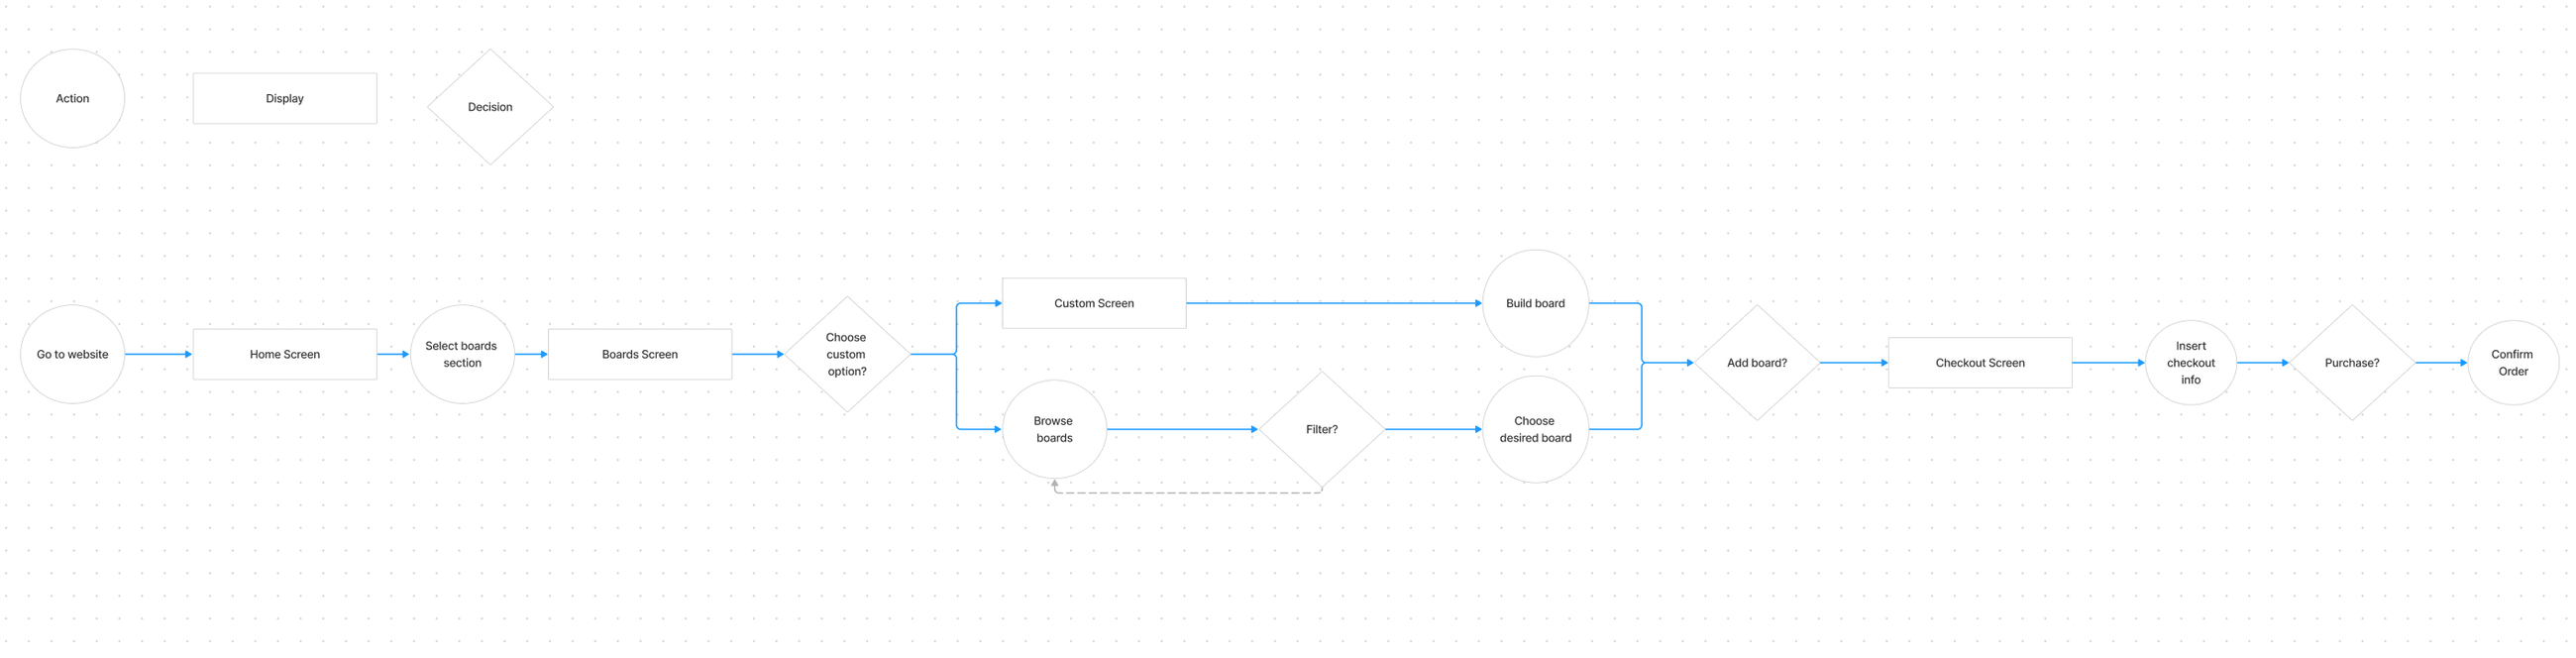 Action
Display
Decision
Go to website
Home Screen
Select boards
section
Boards Screen
Choose
custom
option?
Custom Screen
Build board
Browse
boards
Filter?
Choose
desired board
Add board?
Checkout Screen
Insert
checkout
info
Purchase?
Confirm
Order